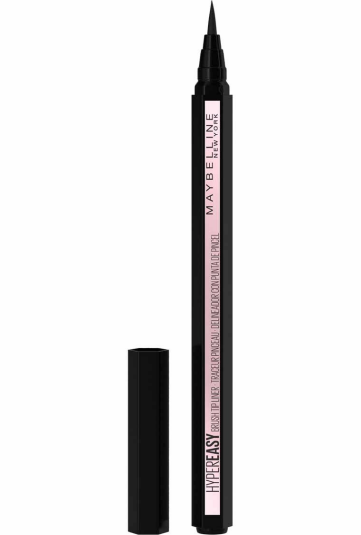 MAYBELLINE
NEW YORK
HYPEREASY
BRUSH TIP LINER · TRACEUR PINCEAU · DELINEADOR CON PUNTA DE PINCEL